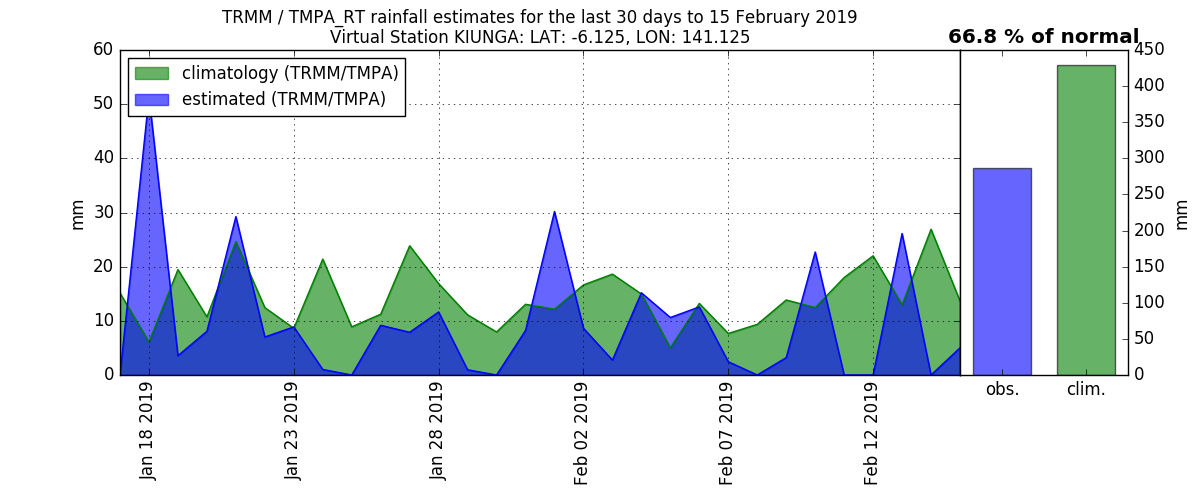 TRMM / TMPA_RT rainfall estimates for the last 30 days to 15 February 2019
Virtual Station KIUNGA: LAT: -6.125, LON: 141.125
66.8 % of normal
climatology (TRMM/TMPA)
estimated (TRMM/TMPA)
60
50
40
30
20
10
0
mm
Jan 18 2019
Jan 23 2019
Jan 28 2019
Feb 02 2019
Feb 07 2019
Feb 12 2019
450
400
350
300
250
200
150
100
50
0
mm
obs.
clim.